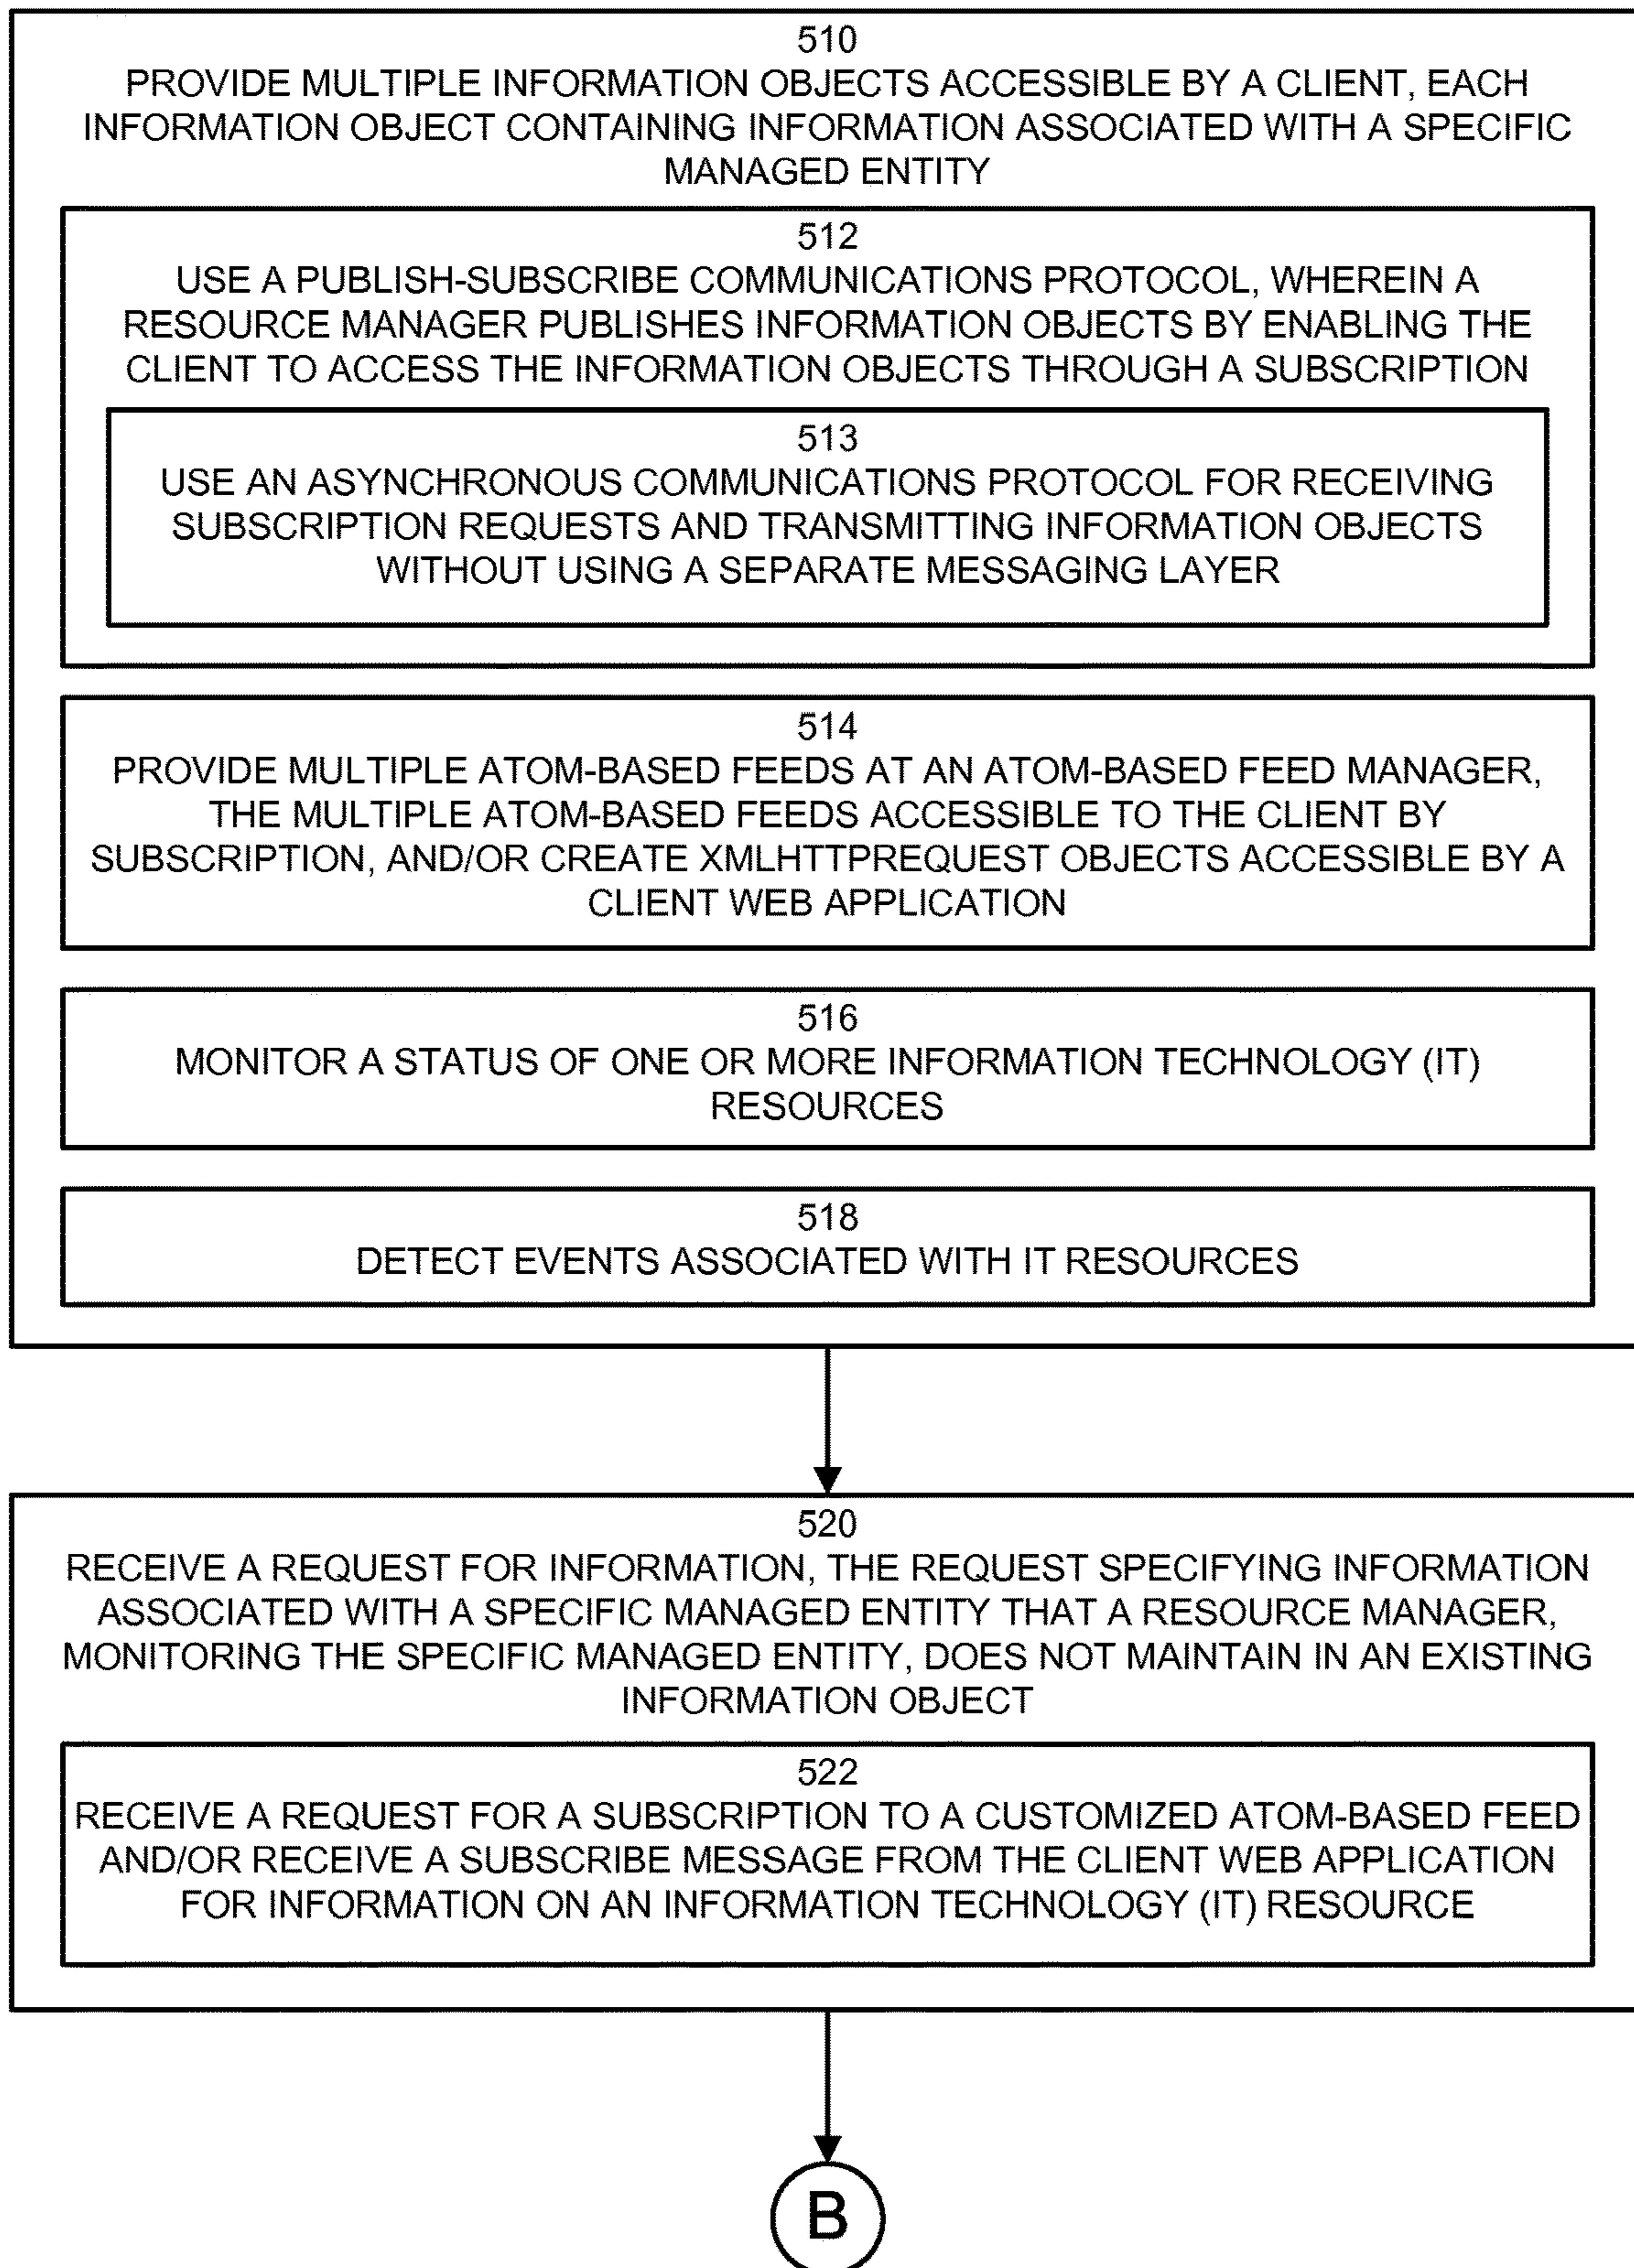 510
PROVIDE MULTIPLE INFORMATION OBJECTS ACCESSIBLE BY A CLIENT, EACH
INFORMATION OBJECT CONTAINING INFORMATION ASSOCIATED WITH A SPECIFIC
MANAGED ENTITY
512
USE A PUBLISH-SUBSCRIBE COMMUNICATIONS PROTOCOL, WHEREIN A
RESOURCE MANAGER PUBLISHES INFORMATION OBJECTS BY ENABLING THE
CLIENT TO ACCESS THE INFORMATION OBJECTS THROUGH A SUBSCRIPTION
513
USE AN ASYNCHRONOUS COMMUNICATIONS PROTOCOL FOR RECEIVING
SUBSCRIPTION REQUESTS AND TRANSMITTING INFORMATION OBJECTS
WITHOUT USING A SEPARATE MESSAGING LAYER
514
PROVIDE MULTIPLE ATOM-BASED FEEDS AT AN ATOM-BASED FEED MANAGER,
THE MULTIPLE ATOM-BASED FEEDS ACCESSIBLE TO THE CLIENT BY
SUBSCRIPTION, AND/OR CREATE XMLHTTPREQUEST OBJECTS ACCESSIBLE BY A
CLIENT WEB APPLICATION
516
MONITOR A STATUS OF ONE OR MORE INFORMATION TECHNOLOGY (IT)
RESOURCES
518
DETECT EVENTS ASSOCIATED WITH IT RESOURCES
520
RECEIVE A REQUEST FOR INFORMATION, THE REQUEST SPECIFYING INFORMATION
ASSOCIATED WITH A SPECIFIC MANAGED ENTITY THAT A RESOURCE MANAGER,
MONITORING THE SPECIFIC MANAGED ENTITY, DOES NOT MAINTAIN IN AN EXISTING
INFORMATION OBJECT
522
RECEIVE A REQUEST FOR A SUBSCRIPTION TO A CUSTOMIZED ATOM-BASED FEED
AND/OR RECEIVE A SUBSCRIBE MESSAGE FROM THE CLIENT WEB APPLICATION
FOR INFORMATION ON AN INFORMATION TECHNOLOGY (IT) RESOURCE
B